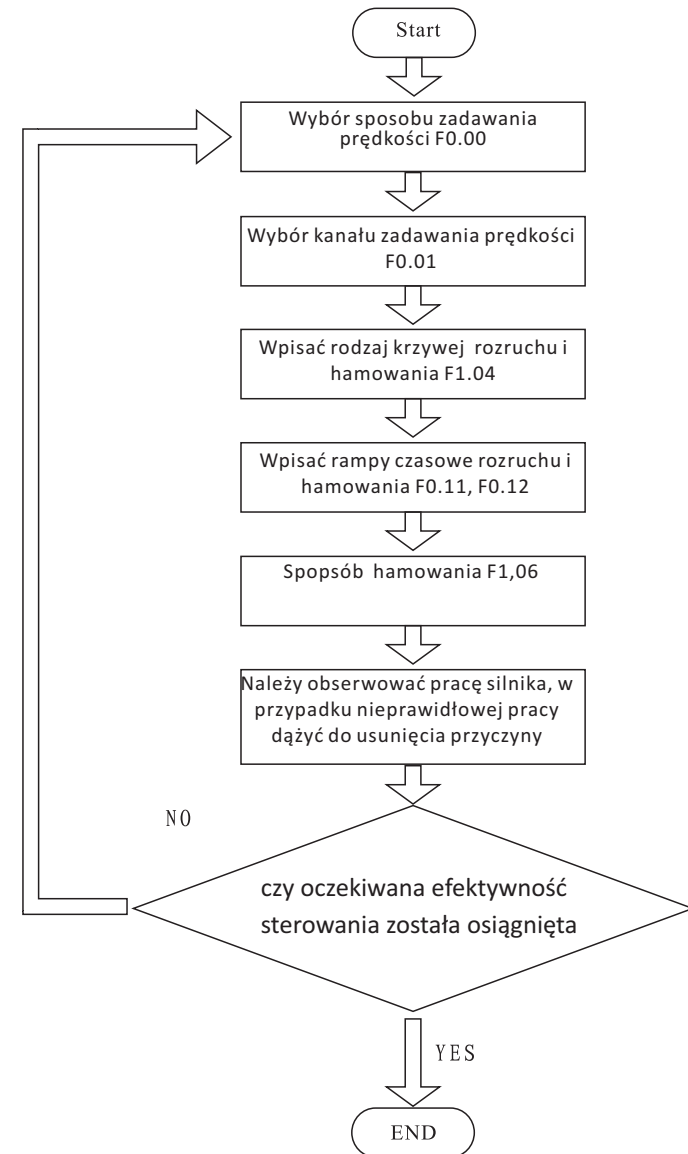 Start
Wybór sposobu zadawania
prędkości F0.00
Wybór kanału zadawania prędkości
F0.01
Wpisać rodzaj krzywej rozruchu i
hamowania F1.04
Wpisać rampy czasowe rozruchu i
hamowania F0.11, F0.12
Spopsób hamowania F1,06
Należy obserwować pracę silnika, w
przypadku nieprawidłowej pracy
dążyć do usunięcia przyczyny
NO
czy oczekiwana efektywność
sterowania została osiągnięta
YES
END